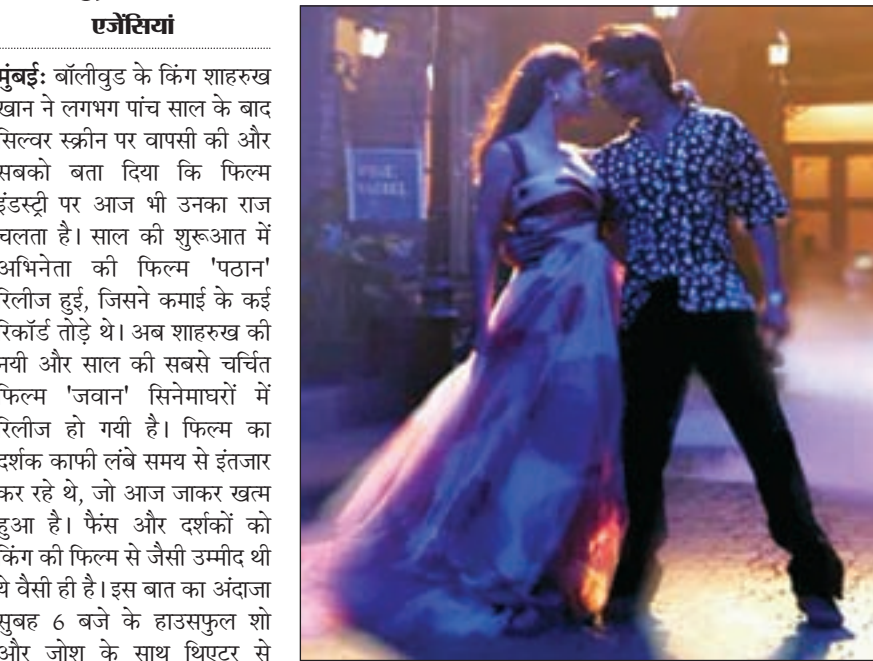 एजेंसियां
मुंबई: बॉलीवुड के किंग शाहरुख
खान ने लगभग पांच साल के बाद
सिल्वर स्क्रीन पर वापसी की और
सबको बता दिया कि फिल्म
इंडस्ट्री पर आज भी उनका राज
चलता है। साल की शुरूआत में
अभिनेता की फिल्म 'पठान'
रिलीज हुई, जिसने कमाई के कई
रिकॉर्ड तोड़े थे। अब शाहरुख की
नयी और साल की सबसे चर्चित
फिल्म 'जवान' सिनेमाघरों में
रिलीज हो गयी है। फिल्म का
दर्शक काफी लंबे समय से इंतजार
कर रहे थे, जो आज जाकर खत्म
हुआ है। फैंस और दर्शकों को
किंग की फिल्म से जैसी उम्मीद थी
ये वैसी ही है। इस बात का अंदाजा
सुबह 6 बजे के हाउसफुल शो
और जोश के साथ थिएटर से